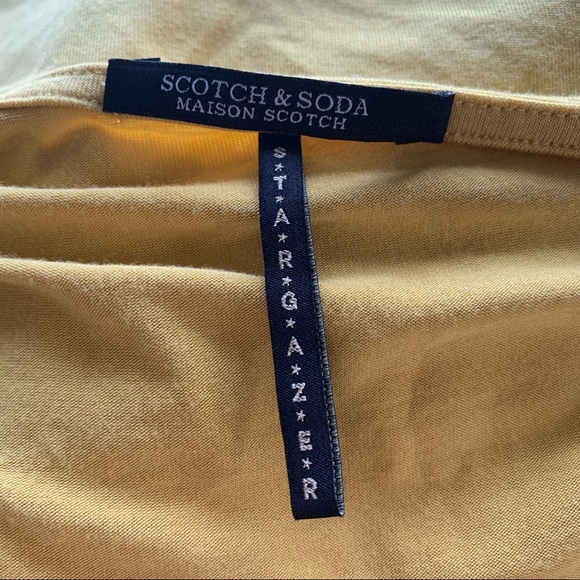 SCOTCH & SODA
MAISON SCOTCH
S★T★A★R★G★A★Z★E★R